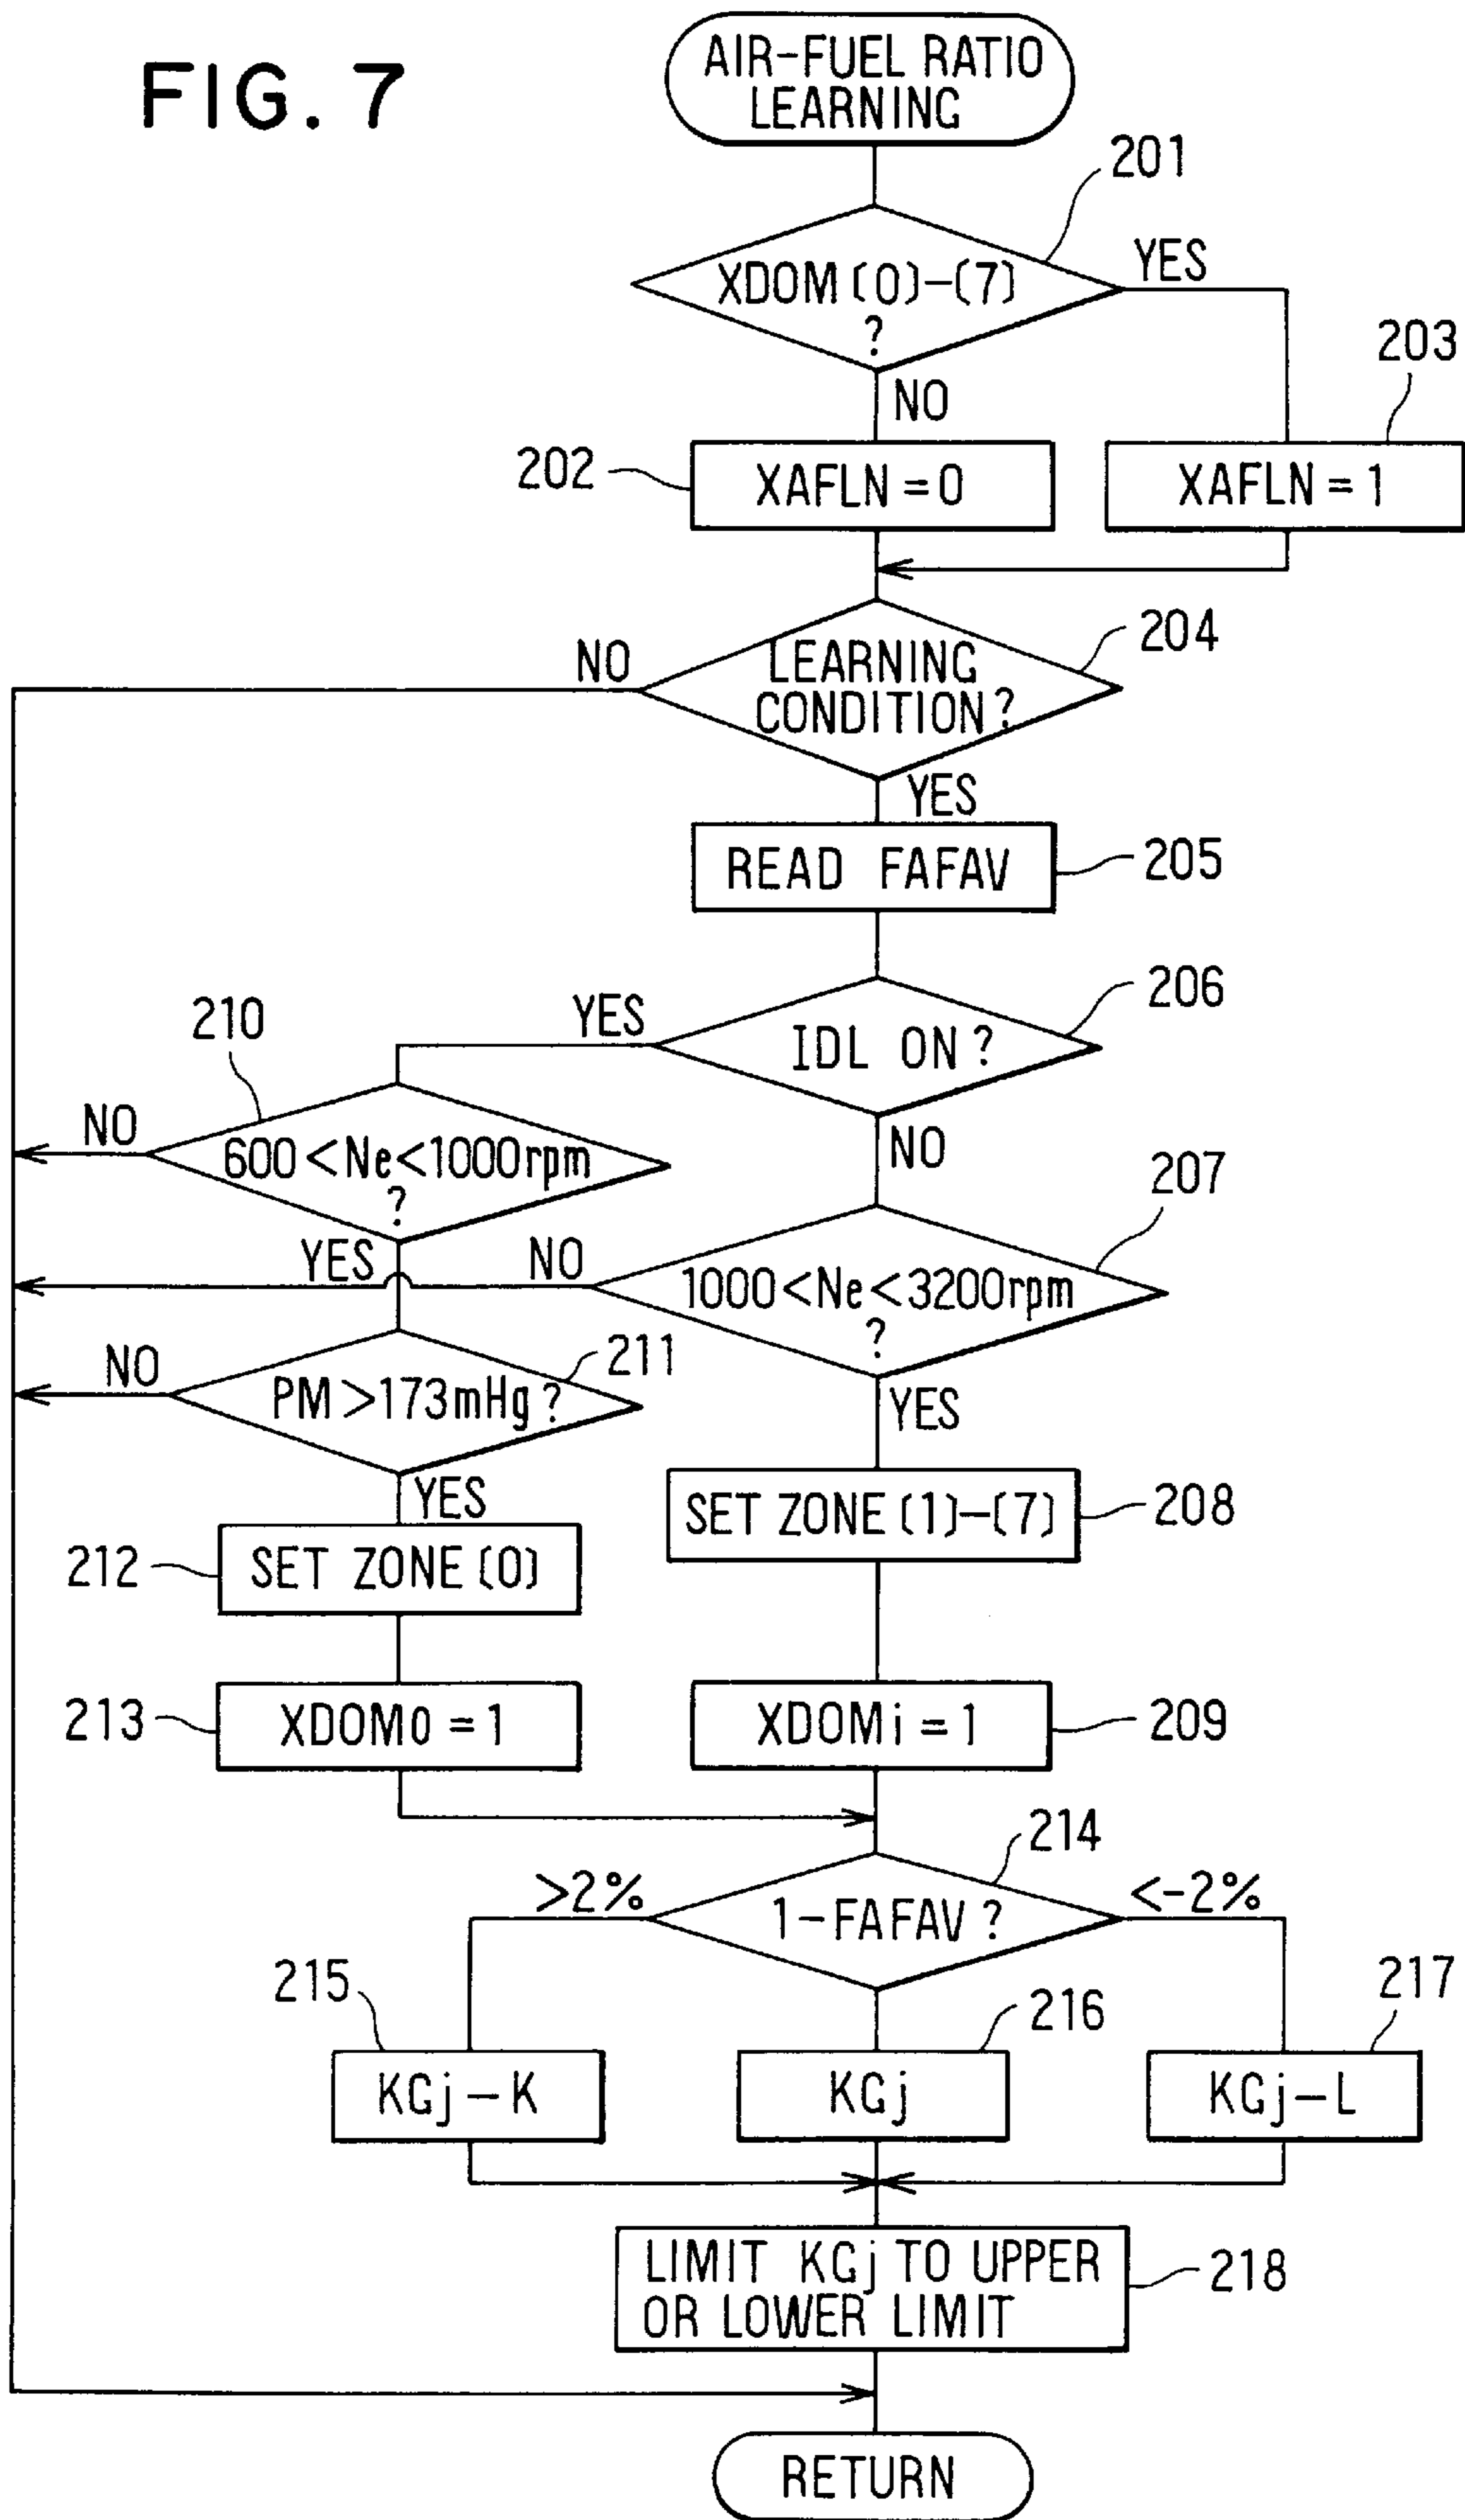 FIG. 7
AIR-FUEL RATIO
LEARNING
201
XDOM(0)-(7)
?
YES
NO
203
202
XAFLN=0
XAFLN=1
204
NO
LEARNING
CONDITION?
YES
READ FAFAV
205
206
YES
IDL ON?
210
NO
NO
600<Ne<1000rpm
?
207
YES
NO
1000<Ne<3200rpm
?
211
NO
PM>173mHg?
YES
YES
208
SET ZONE(1)-(7)
212
SET ZONE(0)
213
XDOM0=1
XDOMi=1
209
214
>2%
<-2%
1-FAFAV?
215
216
217
KGj-K
KGj
KGj-L
LIMIT KGj TO UPPER
OR LOWER LIMIT
218
RETURN